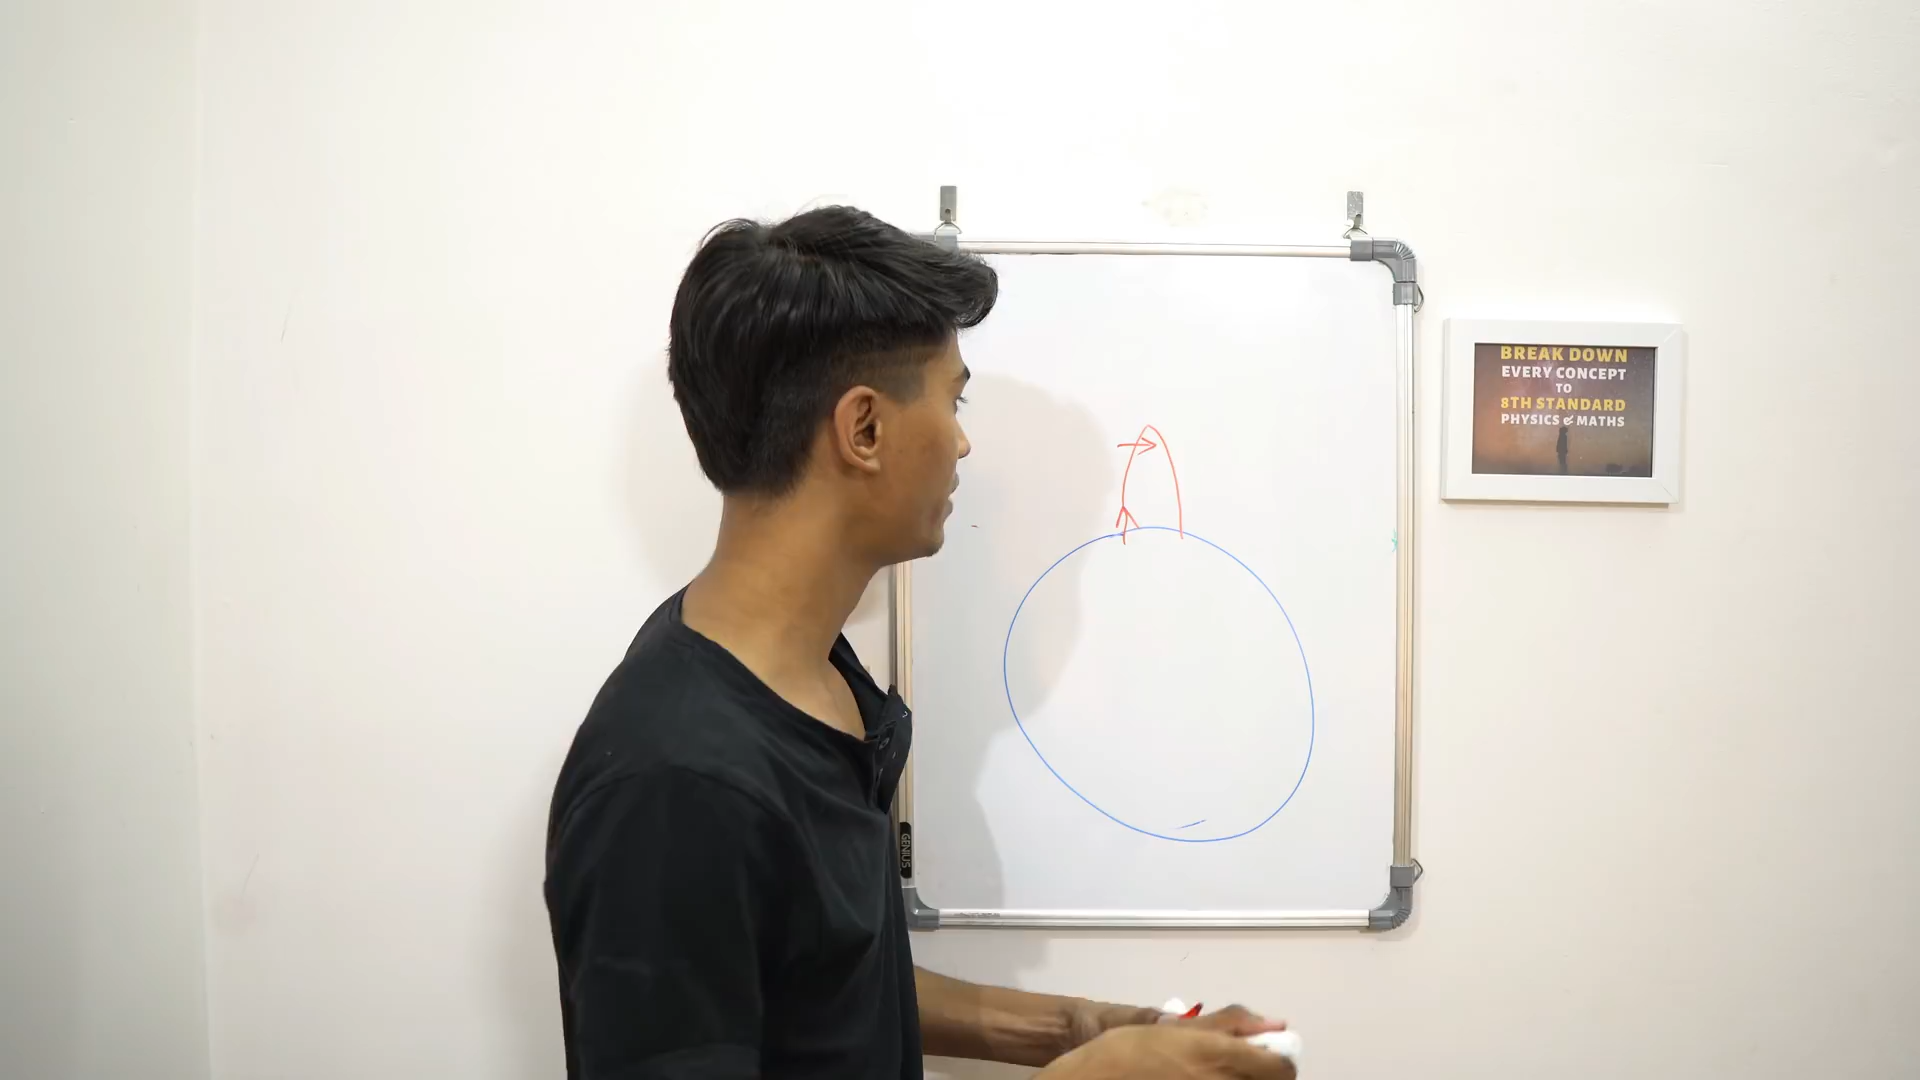 BREAK DOWN
EVERY CONCEPT
TO
8TH STANDARD
PHYSICS & MATHS
GENIUS